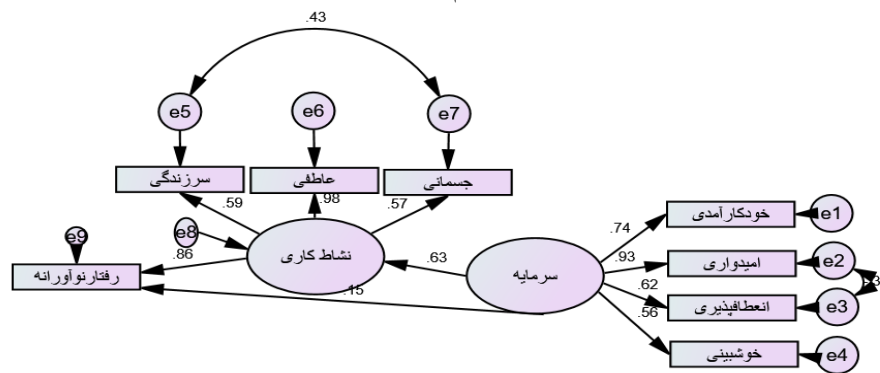 .43
e5
e6
e7
سرزندگی
عاطفی
جسمانی
.59
.98
.57
خودکارآمدی
e1
.74
e9
e8
نشاط کاری
.86
.63
سرمایه
.93
امیدواری
e2
رفتارنوآورانه
.15
.62
انعطافپذیری
e3
.56
خوشبینی
e4